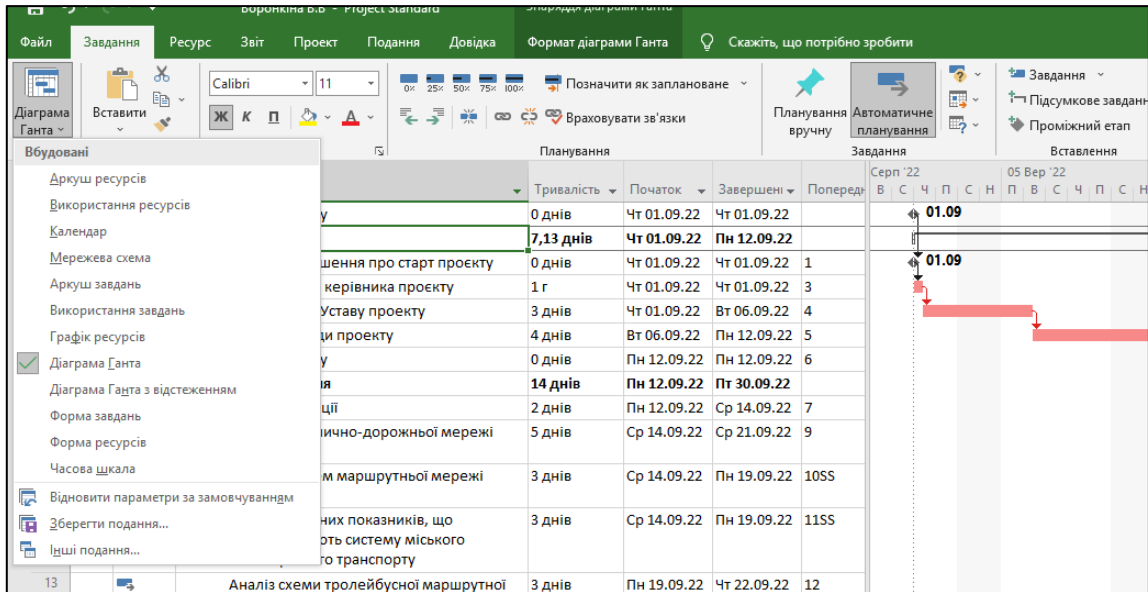 Воронкіна В.В - Project Standard
Знаряддя діаграми Ганта
Файл Завдання Ресурс Звіт Проект Подання Довідка Формат діаграми Ганта Скажіть, що потрібно зробити
Діаграма Ганта
Вставити
Calibri 11
Ж К П А
0% 25% 50% 75% 100%
Позначити як заплановане
Враховувати зв'язки
Планування
Планування вручну
Автоматичне планування
Завдання
Завдання
Підсумкове завданн
Проміжний етап
Вставлення
Вбудовані
Аркуш ресурсів
Використання ресурсів
Календар
Мережева схема
Аркуш завдань
Використання завдань
Графік ресурсів
Діаграма Ганта
Діаграма Ганта з відстеженням
Форма завдань
Форма ресурсів
Часова шкала
Відновити параметри за замовчуванням
Зберегти подання...
Інші подання...
Тривалість Початок Завершені Поперед
Серп '22 05 Вер '22
В С Ч П С Н П В С Ч П С Н
у 0 днів Чт 01.09.22 Чт 01.09.22
01.09
7,13 днів Чт 01.09.22 Пн 12.09.22
шення про старт проєкту 0 днів Чт 01.09.22 Чт 01.09.22 1
01.09
керівника проєкту 1 г Чт 01.09.22 Чт 01.09.22 3
Уставу проекту 3 днів Чт 01.09.22 Вт 06.09.22 4
ди проекту 4 днів Вт 06.09.22 Пн 12.09.22 5
у 0 днів Пн 12.09.22 Пн 12.09.22 6
ня 14 днів Пн 12.09.22 Пт 30.09.22
ції 2 днів Пн 12.09.22 Ср 14.09.22 7
ично-дорожньої мережі 5 днів Ср 14.09.22 Ср 21.09.22 9
м маршрутньої мережі 3 днів Ср 14.09.22 Пн 19.09.22 10SS
них показників, що 3 днів Ср 14.09.22 Пн 19.09.22 11SS
ють систему міського
го транспорту
13 Аналіз схеми тролейбусної маршрутної 3 днів Пн 19.09.22 Чт 22.09.22 12